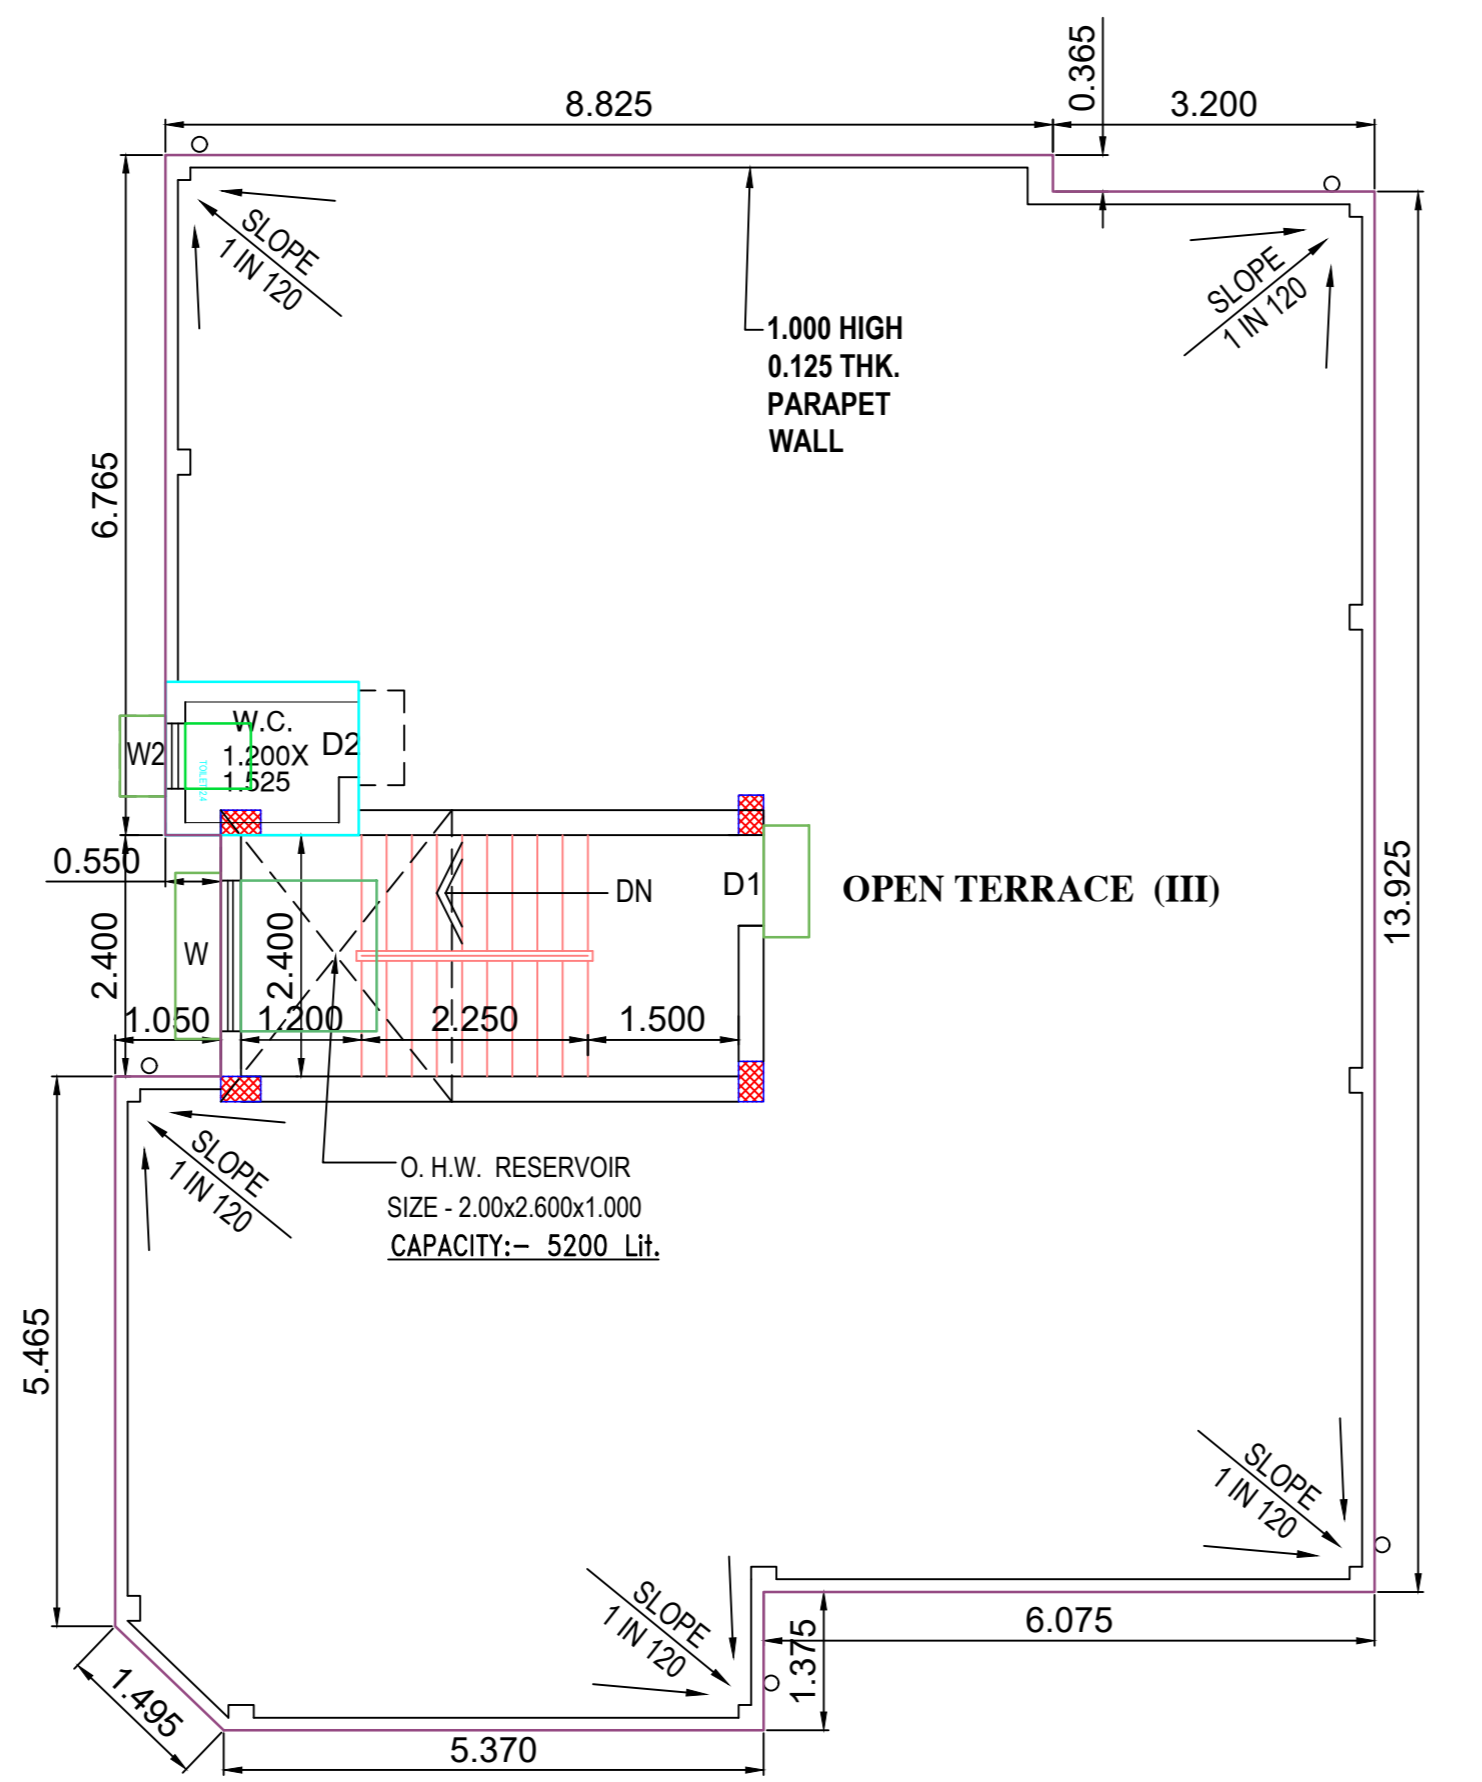 0.365
8.825
3.200
SLOPE
1 IN 120
SLOPE
1 IN 120
1.000 HIGH
0.125 THK.
PARAPET
WALL
6.765
W.C.
1.200X
1.525
W2
D2
TOILET:24
0.550
DN
D1
OPEN TERRACE (III)
13.925
2.400
W
2.400
1.050
1.200
2.250
1.500
SLOPE
1 IN 120
O. H.W. RESERVOIR
SIZE - 2.00x2.600x1.000
CAPACITY:- 5200 Lit.
5.465
SLOPE
1 IN 120
SLOPE
1 IN 120
6.075
1.375
1.495
5.370